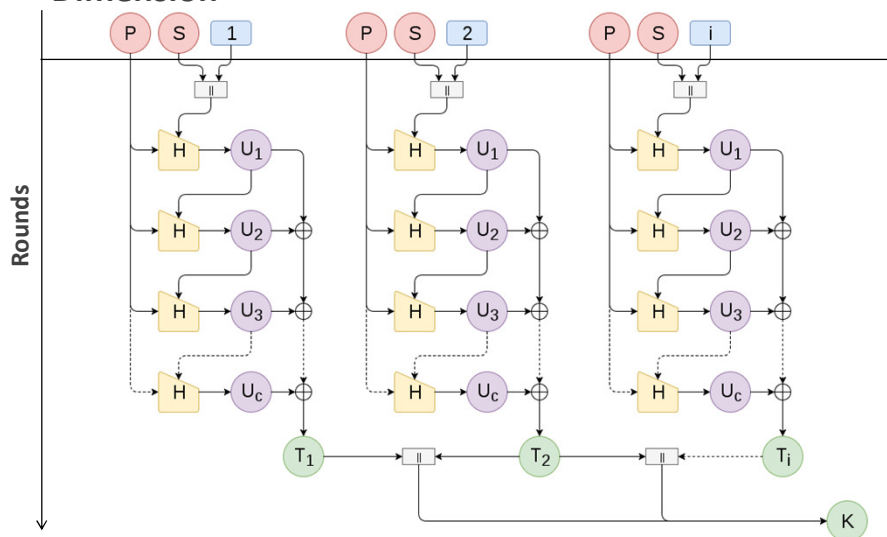 Dimension
P S 1 P S 2 P S i
|| || ||
H U1 H U1 H U1
H U2 H U2 H U2
Rounds
H U3 H U3 H U3
H Uc H Uc H Uc
T1 || T2 || Ti
K